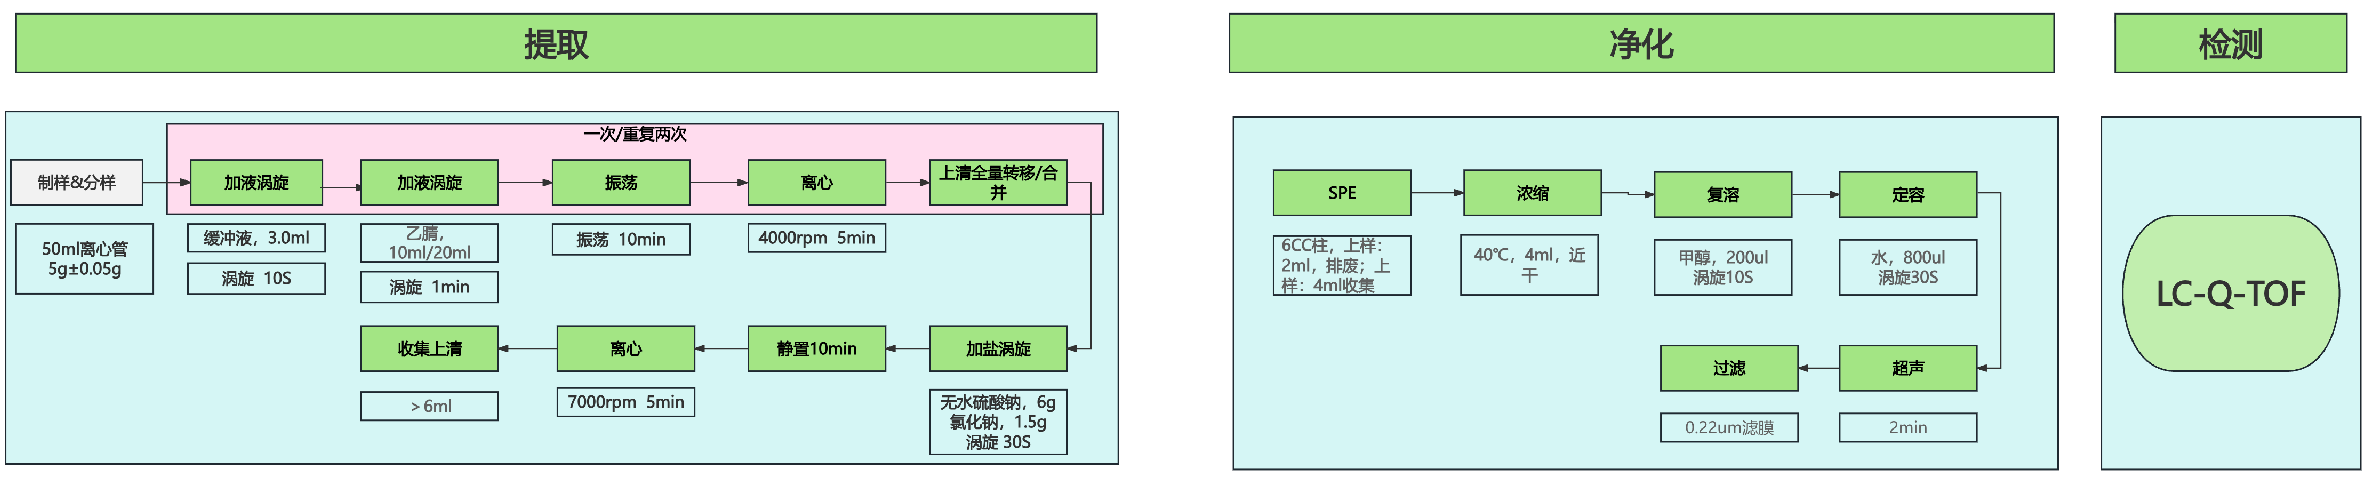 提取
净化
检测
一次/重复两次
制样&分样
加液涡旋
加液涡旋
振荡
离心
上清全量转移/合
并
50ml离心管
5g±0.05g
缓冲液，3.0ml
涡旋 10S
乙腈，
10ml/20ml
涡旋 1min
振荡 10min
4000rpm 5min
收集上清
离心
静置10min
加盐涡旋
＞6ml
7000rpm 5min
无水硫酸钠，6g
氯化钠，1.5g
涡旋 30S
SPE
浓缩
复溶
定容
6CC柱，上样：
2ml，排废；上
样：4ml收集
40℃，4ml，近
干
甲醇，200ul
涡旋10S
水，800ul
涡旋30S
过滤
超声
0.22um滤膜
2min
LC-Q-TOF